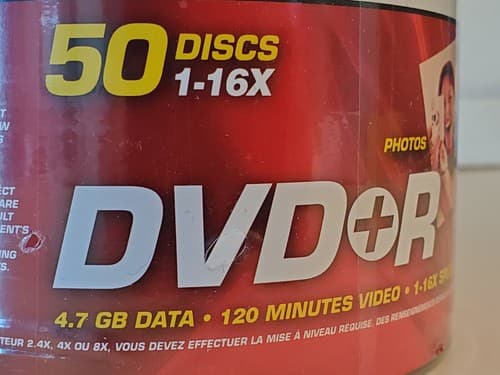 50 DISCS
1-16X
PHOTOS
DVD+R
4.7 GB DATA • 120 MINUTES VIDEO • 1-16X
2.4X, 4X OU 8X, VOUS DEVEZ EFFECTUER LA MISE À NIVEAU REQUISE. DES